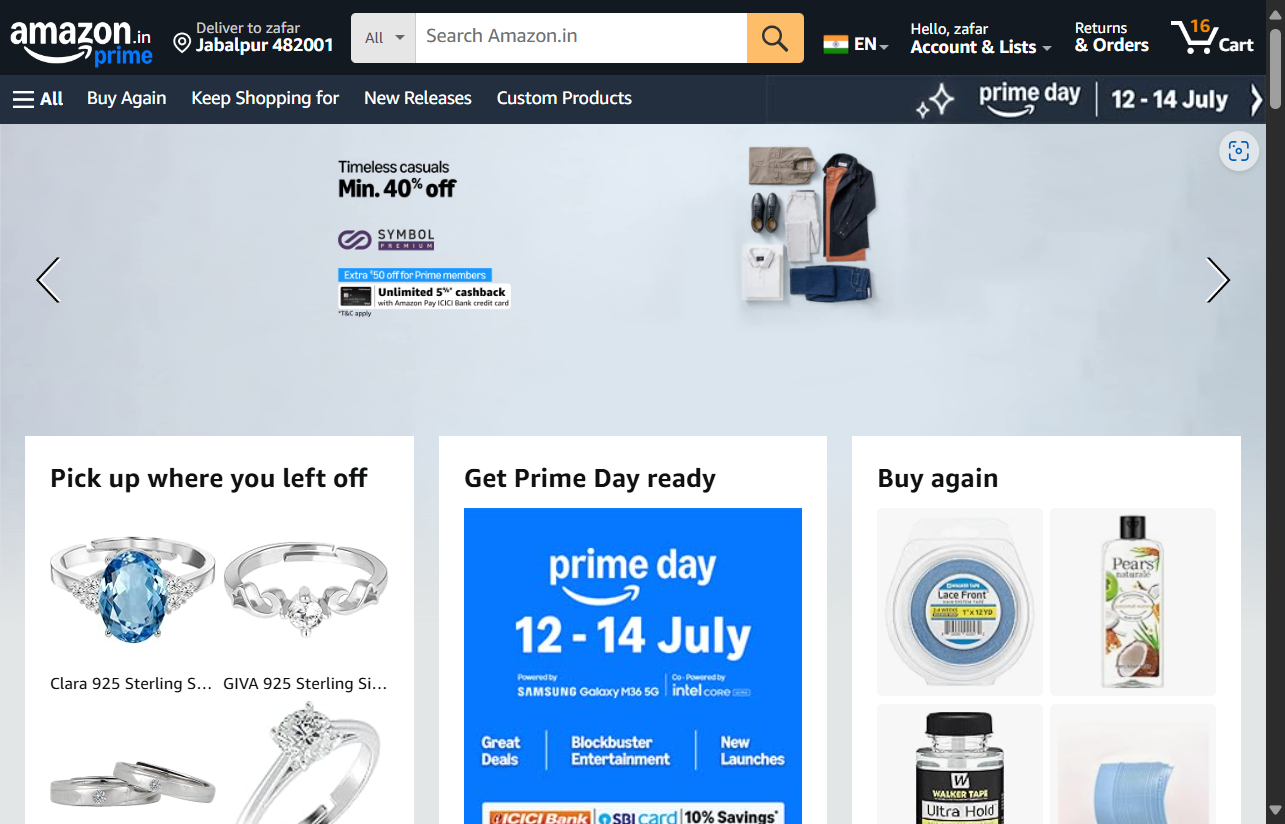 amazon.in
prime
Deliver to zafar
Jabalpur 482001
All
Search Amazon.in
EN
Hello, zafar
Account & Lists
Returns
& Orders
16
Cart
All
Buy Again
Keep Shopping for
New Releases
Custom Products
prime day
12 - 14 July
Timeless casuals
Min. 40% off
SYMBOL
PREMIUM
Extra ₹50 off for Prime members
Unlimited 5%* cashback
with Amazon Pay ICICI Bank credit card
*T&C apply
Pick up where you left off
Clara 925 Sterling S...
GIVA 925 Sterling Si...
Get Prime Day ready
prime day
12 - 14 July
Powered by
SAMSUNG Galaxy M36 5G
Co - Powered by
intel CORE
Great
Deals
Blockbuster
Entertainment
New
Launches
ICICI Bank
SBI card
10% Savings*
Buy again
WALKER TAPE
Lace Front
1" x 12 YD
Pears
naturalé
W
WALKER TAPE
Ultra Hold